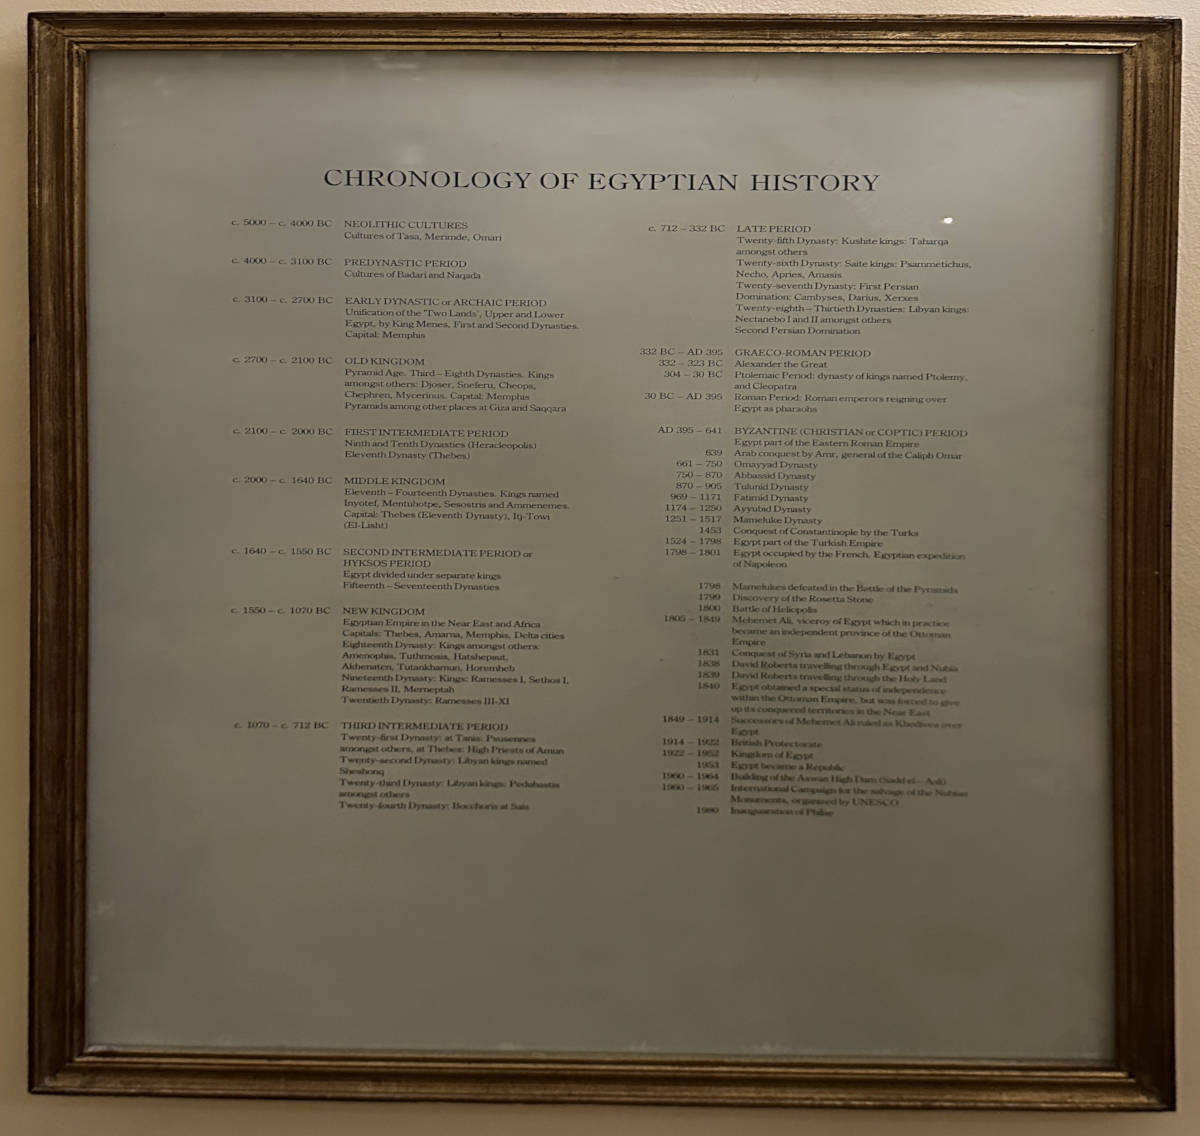 CHRONOLOGY OF EGYPTIAN HISTORY
c. 5000 – c. 4000 BC NEOLITHIC CULTURES
Cultures of Tasa, Merimde, Omari
c. 4000 – c. 3100 BC PREDYNASTIC PERIOD
Cultures of Badari and Naqada
c. 3100 – c. 2700 BC EARLY DYNASTIC or ARCHAIC PERIOD
Unification of the 'Two Lands', Upper and Lower
Egypt, by King Menes, First and Second Dynasties.
Capital: Memphis
c. 2700 – c. 2100 BC OLD KINGDOM
Pyramid Age. Third – Eighth Dynasties. Kings
amongst others: Djoser, Sneferu, Cheops,
Chephren, Mycerinus. Capital: Memphis
Pyramids among other places at Giza and Saqqara
c. 2100 – c. 2000 BC FIRST INTERMEDIATE PERIOD
Ninth and Tenth Dynasties (Heracleopolis)
Eleventh Dynasty (Thebes)
c. 2000 – c. 1640 BC MIDDLE KINGDOM
Eleventh – Fourteenth Dynasties. Kings named
Inyotef, Mentuhotpe, Sesostris and Ammenemes.
Capital: Thebes (Eleventh Dynasty), Itj-Towi
(El-Lisht)
c. 1640 – c. 1550 BC SECOND INTERMEDIATE PERIOD or
HYKSOS PERIOD
Egypt divided under separate kings
Fifteenth – Seventeenth Dynasties
c. 1550 – c. 1070 BC NEW KINGDOM
Egyptian Empire in the Near East and Africa
Capitals: Thebes, Amarna, Memphis, Delta cities
Eighteenth Dynasty: Kings amongst others:
Amenophis, Tuthmosis, Hatshepsut,
Akhenaten, Tutankhamun, Horemheb
Nineteenth Dynasty: Kings: Ramesses I, Sethos I,
Ramesses II, Merneptah
Twentieth Dynasty: Ramesses III-XI
c. 1070 – c. 712 BC THIRD INTERMEDIATE PERIOD
Twenty-first Dynasty: at Tanis: Psusennes
amongst others, at Thebes: High Priests of Amun
Twenty-second Dynasty: Libyan kings named
Sheshonq
Twenty-third Dynasty: Libyan kings: Pedubastis
amongst others
Twenty-fourth Dynasty: Bocchoris at Sais
c. 712 – 332 BC LATE PERIOD
Twenty-fifth Dynasty: Kushite kings: Taharqa
amongst others
Twenty-sixth Dynasty: Saite kings: Psammetichus,
Necho, Apries, Amasis
Twenty-seventh Dynasty: First Persian
Domination: Cambyses, Darius, Xerxes
Twenty-eighth – Thirtieth Dynasties: Libyan kings:
Nectanebo I and II amongst others
Second Persian Domination
332 BC – AD 395 GRAECO-ROMAN PERIOD
332 – 323 BC Alexander the Great
304 – 30 BC Ptolemaic Period: dynasty of kings named Ptolemy,
and Cleopatra
30 BC – AD 395 Roman Period: Roman emperors reigning over
Egypt as pharaohs
AD 395 – 641 BYZANTINE (CHRISTIAN or COPTIC) PERIOD
Egypt part of the Eastern Roman Empire
639 Arab conquest by Amr, general of the Caliph Omar
661 – 750 Omayyad Dynasty
750 – 870 Abbassid Dynasty
870 – 905 Tulunid Dynasty
969 – 1171 Fatimid Dynasty
1174 – 1250 Ayyubid Dynasty
1251 – 1517 Mameluke Dynasty
1453 Conquest of Constantinople by the Turks
1524 – 1798 Egypt part of the Turkish Empire
1798 – 1801 Egypt occupied by the French. Egyptian expedition
of Napoleon
1798 Mamelukes defeated in the Battle of the Pyramids
1799 Discovery of the Rosetta Stone
1800 Battle of Heliopolis
1805 – 1849 Mehemet Ali, viceroy of Egypt which in practice
became an independent province of the Ottoman
Empire
1831 Conquest of Syria and Lebanon by Egypt
1838 David Roberts travelling through Egypt and Nubia
1839 David Roberts travelling through the Holy Land
1840 Egypt obtained a special status of independence
within the Ottoman Empire, but was forced to give
up its conquered territories in the Near East
1849 – 1914 Successors of Mehemet Ali ruled as Khedives over
Egypt
1914 – 1922 British Protectorate
1922 – 1952 Kingdom of Egypt
1953 Egypt became a Republic
1960 – 1964 Building of the Aswan High Dam (Sadd el – Aali)
1960 – 1965 International Campaign for the salvage of the Nubian
Monuments, organised by UNESCO
1980 Inauguration of Philae